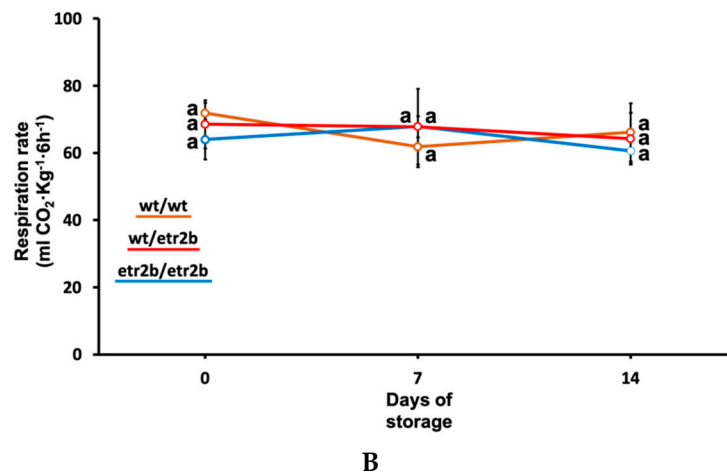 100
80
60
40
20
0
Respiration rate
(ml CO₂·Kg⁻¹·6h⁻¹)
a
a
a
a a
a
a
a
a
wt/wt
wt/etr2b
etr2b/etr2b
0 7 14
Days of
storage
B